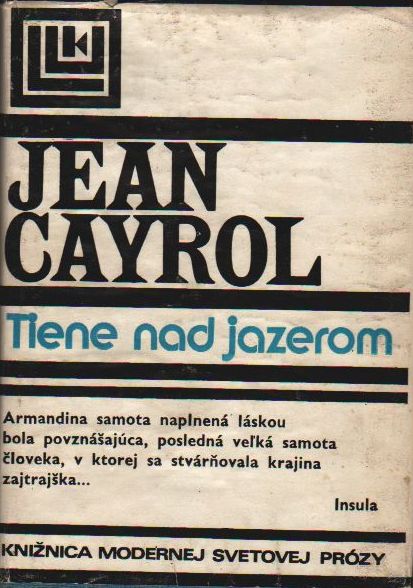 JEAN
CAYROL
Tiene nad jazerom
Armandina samota naplnená láskou
bola povznášajúca, posledná veľká samota
človeka, v ktorej sa stvárňovala krajina
zajtrajška...
Insula
KNIŽNICA MODERNEJ SVETOVEJ PRÓZY